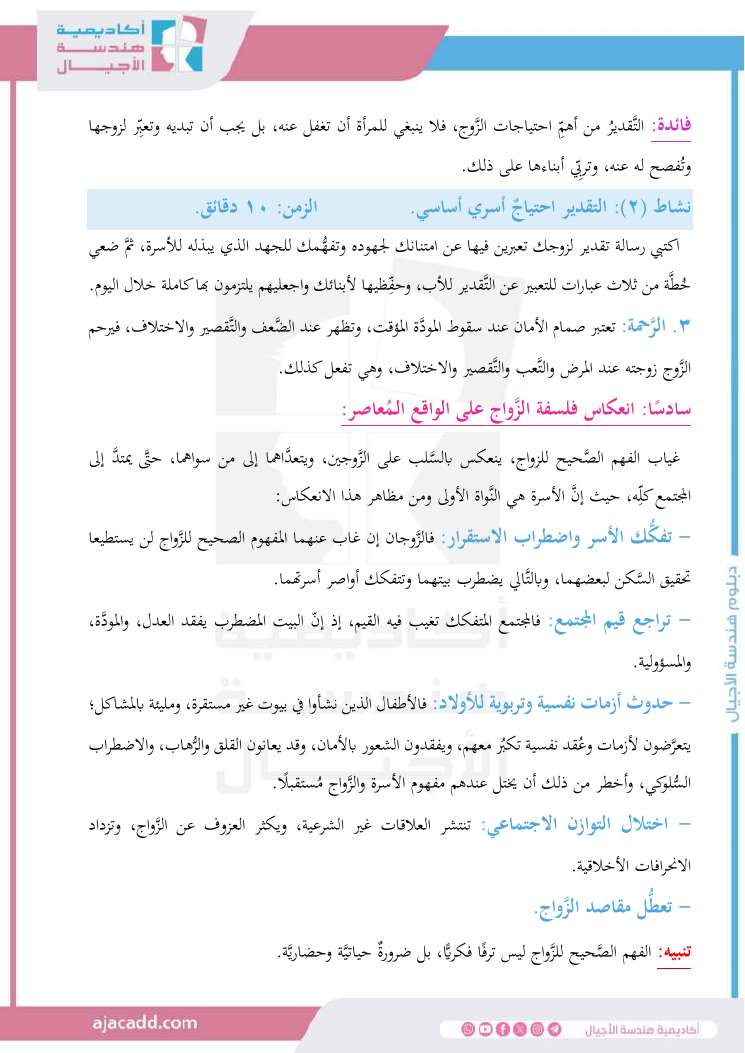 أكاديمية
هندسة
الأجيال
فائدة: التَّقديرُ من أهمّ احتياجات الزَّوج، فلا ينبغي للمرأة أن تغفل عنه، بل يجب أن تبديه وتعبّر لزوجها
وتُفصح له عنه، وتربّي أبناءها على ذلك.
نشاط (٢): التقدير احتياجٌ أسري أساسي. الزمن: ١٠ دقائق.
اكتبي رسالة تقدير لزوجك تعبرين فيها عن امتنانك لجهوده وتفهُّمك للجهد الذي يبذله للأسرة، ثمَّ ضعي
خُطَّة من ثلاث عبارات للتعبير عن التَّقدير للأب، وحفِّظيها لأبنائك واجعليهم يلتزمون بها كاملة خلال اليوم.
٣. الرَّحمة: تعتبر صمام الأمان عند سقوط المودَّة المؤقت، وتظهر عند الضَّعف والتَّقصير والاختلاف، فيرحم
الزَّوج زوجته عند المرض والتَّعب والتَّقصير والاختلاف، وهي تفعل كذلك.
سادسًا: انعكاس فلسفة الزَّواج على الواقع المُعاصر:
غياب الفهم الصَّحيح للزواج، ينعكس بالسَّلب على الزَّوجين، ويتعدَّاهما إلى من سواهما، حتَّى يمتدَّ إلى
المجتمع كلِّه، حيث إنَّ الأسرة هي النَّواة الأولى ومن مظاهر هذا الانعكاس:
– تفكُّك الأسر واضطراب الاستقرار: فالزَّوجان إن غاب عنهما المفهوم الصحيح للزَّواج لن يستطيعا
تحقيق السَّكن لبعضهما، وبالتَّالي يضطرب بيتهما وتتفكك أواصر أسرتهما.
– تراجع قيم المجتمع: فالمجتمع المتفكك تغيب فيه القيم، إذ إنّ البيت المضطرب يفقد العدل، والمودَّة،
والمسؤولية.
– حدوث أزمات نفسية وتربوية للأولاد: فالأطفال الذين نشأوا في بيوت غير مستقرة، ومليئة بالمشاكل؛
يتعرَّضون لأزمات وعُقد نفسية تكبُر معهم، ويفقدون الشعور بالأمان، وقد يعانون القلق والرُّهاب، والاضطراب
السُّلوكي، وأخطر من ذلك أن يختل عندهم مفهوم الأسرة والزَّواج مُستقبلًا.
– اختلال التوازن الاجتماعي: تنتشر العلاقات غير الشرعية، ويكثر العزوف عن الزَّواج، وتزداد
الانحرافات الأخلاقية.
– تعطُّل مقاصد الزَّواج.
تنبيه: الفهم الصَّحيح للزَّواج ليس ترفًا فكريًّا، بل ضرورةٌ حياتيَّة وحضاريَّة.
دبلوم هندسة الأجيال
أكاديمية هندسة الأجيال
ajacadd.com